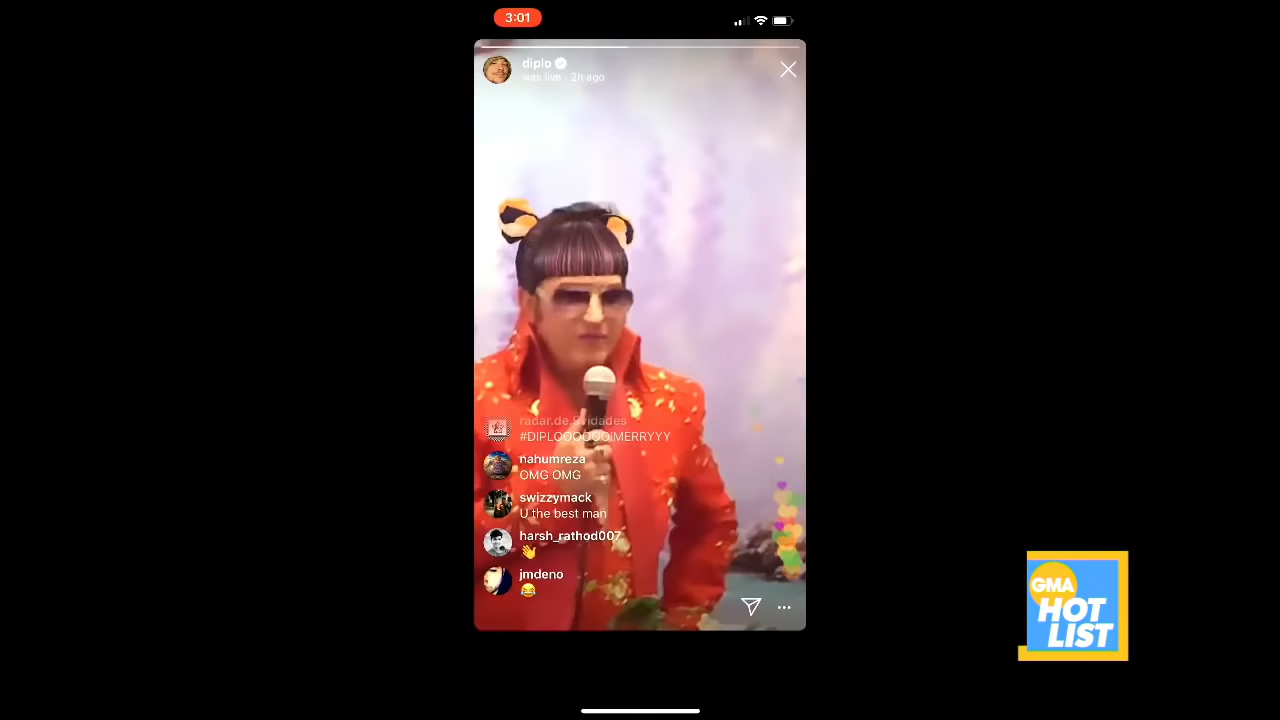 3:01
diplo
was live · 2h ago
#DIPLOOOOOOiMERRYYY
nahumreza
OMG OMG
swizzymack
U the best man
harsh_rathod007
👋
jmdeno
😂
GMA
HOT
LIST